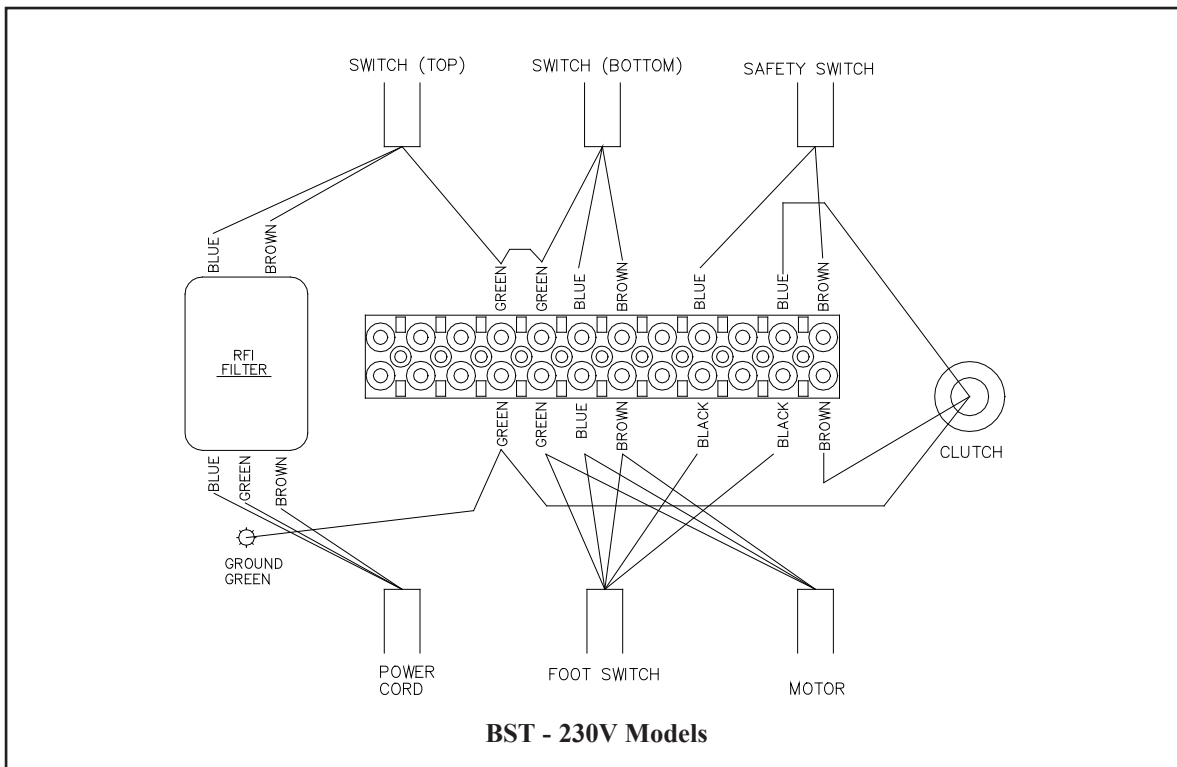 SWITCH (TOP)
SWITCH (BOTTOM)
SAFETY SWITCH
BLUE
BROWN
GREEN
GREEN
BLUE
BROWN
BLUE
BLUE
BROWN
RFI
FILTER
CLUTCH
GREEN
GREEN
BLUE
BROWN
BLACK
BLACK
BROWN
BLUE
GREEN
BROWN
GROUND
GREEN
POWER
CORD
FOOT SWITCH
MOTOR
BST - 230V Models